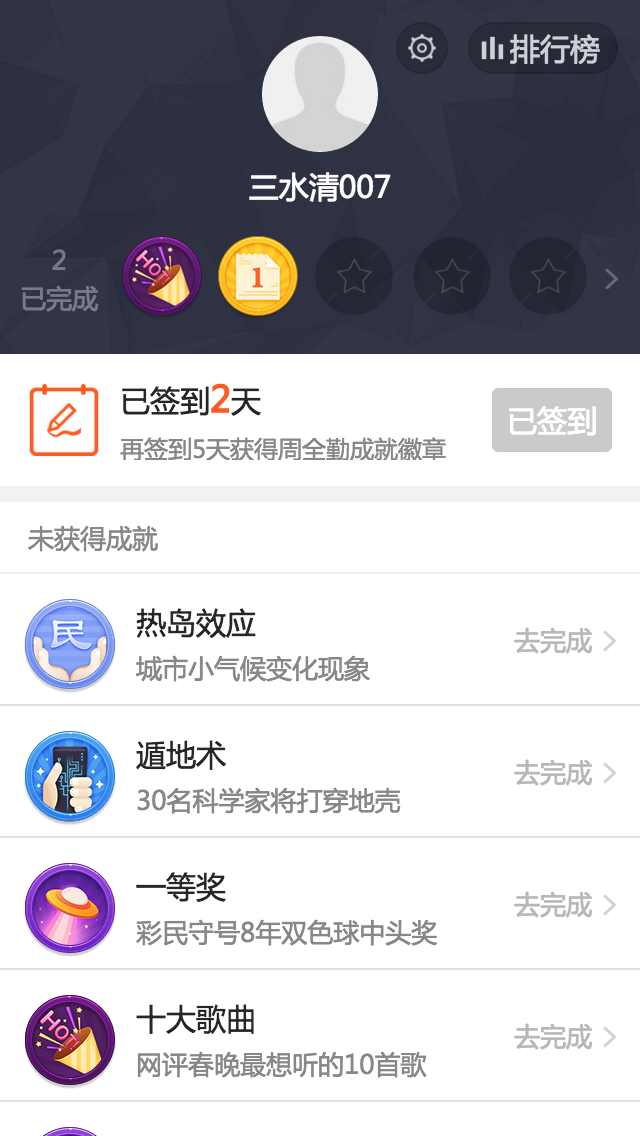 排行榜
三水清007
2
已完成
HOT
1
已签到2天
再签到5天获得周全勤成就徽章
已签到
未获得成就
民
热岛效应
城市小气候变化现象
去完成
遁地术
30名科学家将打穿地壳
去完成
一等奖
彩民守号8年双色球中头奖
去完成
HOT
十大歌曲
网评春晚最想听的10首歌
去完成